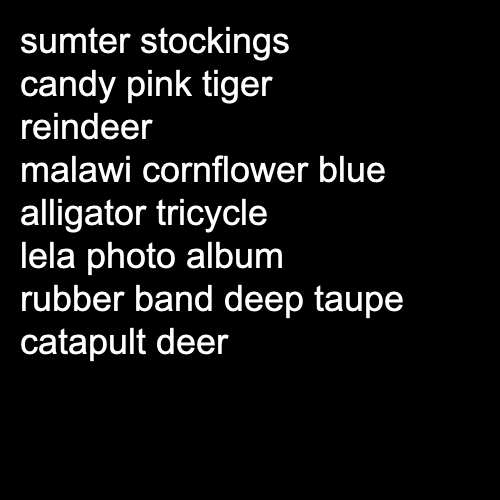 sumter stockings
candy pink tiger
reindeer
malawi cornflower blue
alligator tricycle
lela photo album
rubber band deep taupe
catapult deer